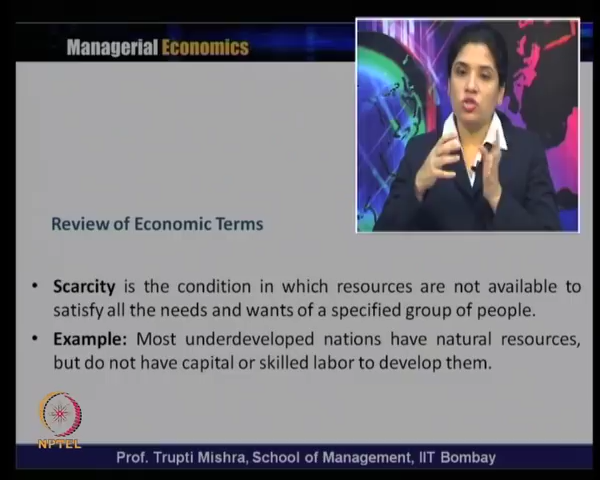 Managerial Economics
Review of Economic Terms
• Scarcity is the condition in which resources are not available to
satisfy all the needs and wants of a specified group of people.
• Example: Most underdeveloped nations have natural resources,
but do not have capital or skilled labor to develop them.
NPTEL
Prof. Trupti Mishra, School of Management, IIT Bombay